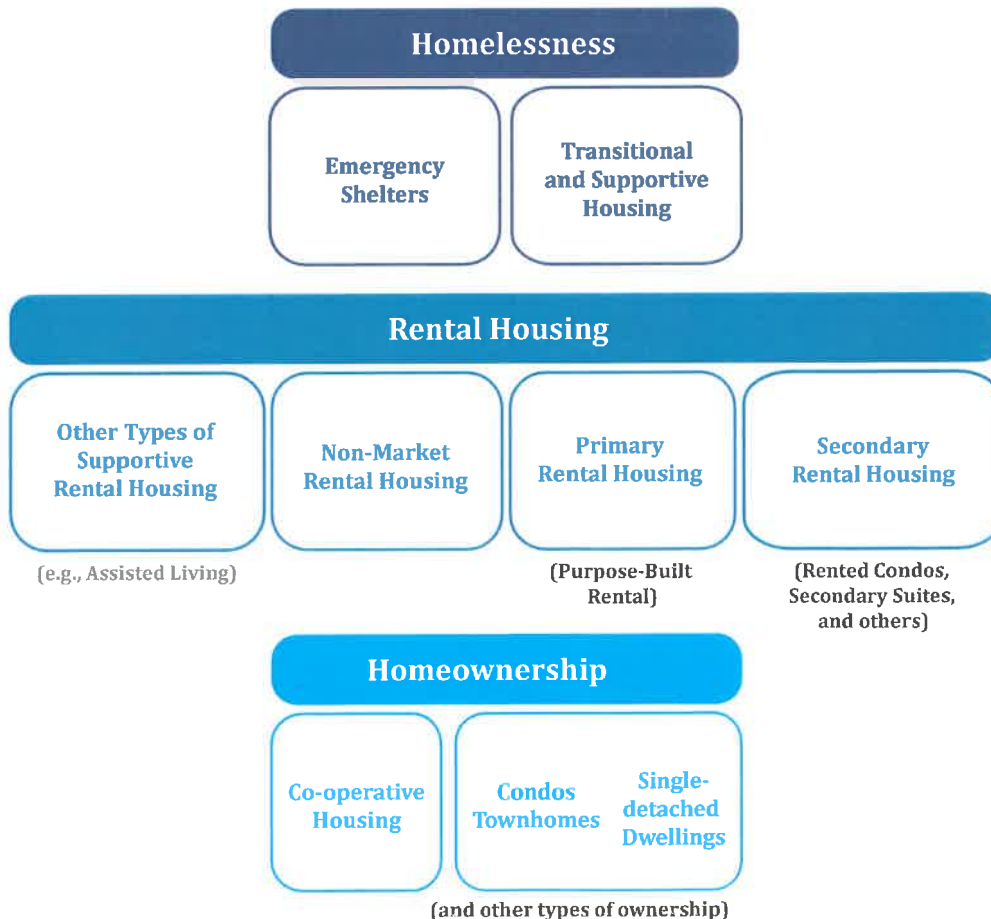 Homelessness
Emergency
Shelters
Transitional
and Supportive
Housing
Rental Housing
Other Types of
Supportive
Rental Housing
Non-Market
Rental Housing
Primary
Rental Housing
Secondary
Rental Housing
(e.g., Assisted Living)
(Purpose-Built
Rental)
(Rented Condos,
Secondary Suites,
and others)
Homeownership
Co-operative
Housing
Condos
Townhomes
Single-
detached
Dwellings
(and other types of ownership)